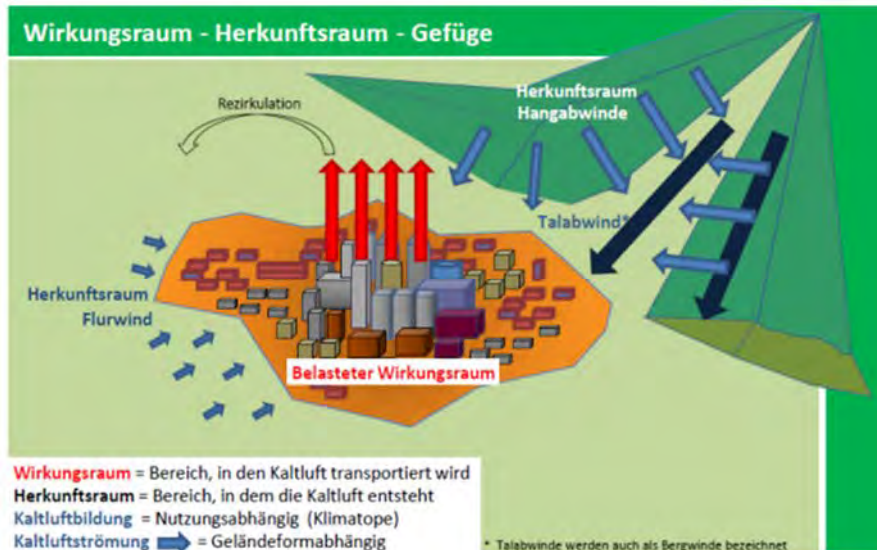 Wirkungsraum - Herkunftsraum - Gefüge
Rezirkulation
Herkunftsraum
Hangabwinde
Talabwind*
Herkunftsraum
Flurwind
Belasteter Wirkungsraum
Wirkungsraum = Bereich, in den Kaltluft transportiert wird
Herkunftsraum = Bereich, in dem die Kaltluft entsteht
Kaltluftbildung = Nutzungsabhängig (Klimatope)
Kaltluftströmung = Geländeformabhängig
* Talabwinde werden auch als Bergwinde bezeichnet